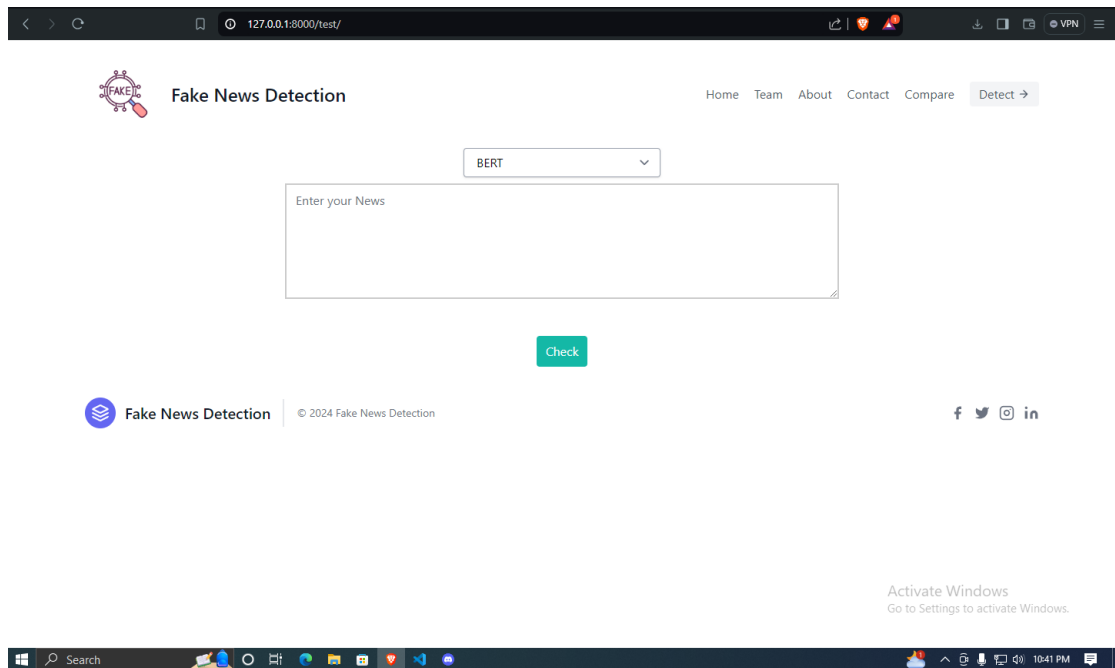 127.0.0.1:8000/test/
VPN
FAKE
Fake News Detection
Home Team About Contact Compare Detect →
BERT
Enter your News
Check
Fake News Detection
© 2024 Fake News Detection
Activate Windows
Go to Settings to activate Windows.
Search
10:41 PM